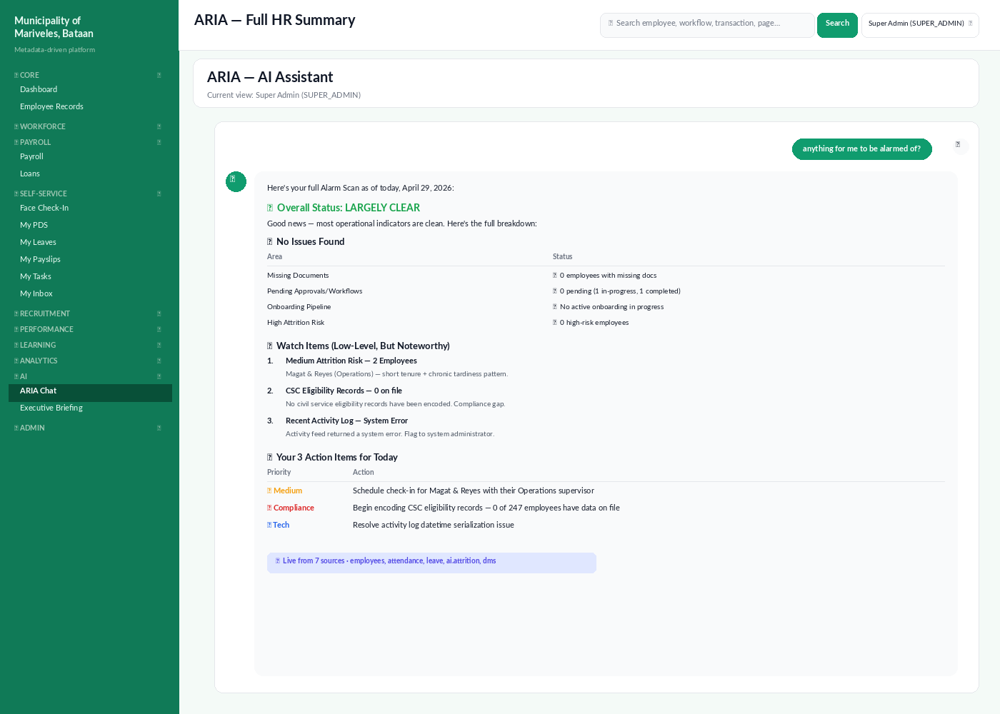 Municipality of
Mariveles, Bataan
Metadata-driven platform
CORE
Dashboard
Employee Records
WORKFORCE
PAYROLL
Payroll
Loans
SELF-SERVICE
Face Check-In
My PDS
My Leaves
My Payslips
My Tasks
My Inbox
RECRUITMENT
PERFORMANCE
LEARNING
ANALYTICS
AI
ARIA Chat
Executive Briefing
ADMIN
ARIA — Full HR Summary
Search employee, workflow, transaction, page...
Search
Super Admin (SUPER_ADMIN)
ARIA — AI Assistant
Current view: Super Admin (SUPER_ADMIN)
anything for me to be alarmed of?
Here's your full Alarm Scan as of today, April 29, 2026:
Overall Status: LARGELY CLEAR
Good news — most operational indicators are clean. Here's the full breakdown:
No Issues Found
Area Status
Missing Documents 0 employees with missing docs
Pending Approvals/Workflows 0 pending (1 in-progress, 1 completed)
Onboarding Pipeline No active onboarding in progress
High Attrition Risk 0 high-risk employees
Watch Items (Low-Level, But Noteworthy)
1. Medium Attrition Risk — 2 Employees
Magat & Reyes (Operations) — short tenure + chronic tardiness pattern.
2. CSC Eligibility Records — 0 on file
No civil service eligibility records have been encoded. Compliance gap.
3. Recent Activity Log — System Error
Activity feed returned a system error. Flag to system administrator.
Your 3 Action Items for Today
Priority Action
Medium Schedule check-in for Magat & Reyes with their Operations supervisor
Compliance Begin encoding CSC eligibility records — 0 of 247 employees have data on file
Tech Resolve activity log datetime serialization issue
Live from 7 sources · employees, attendance, leave, ai.attrition, dms